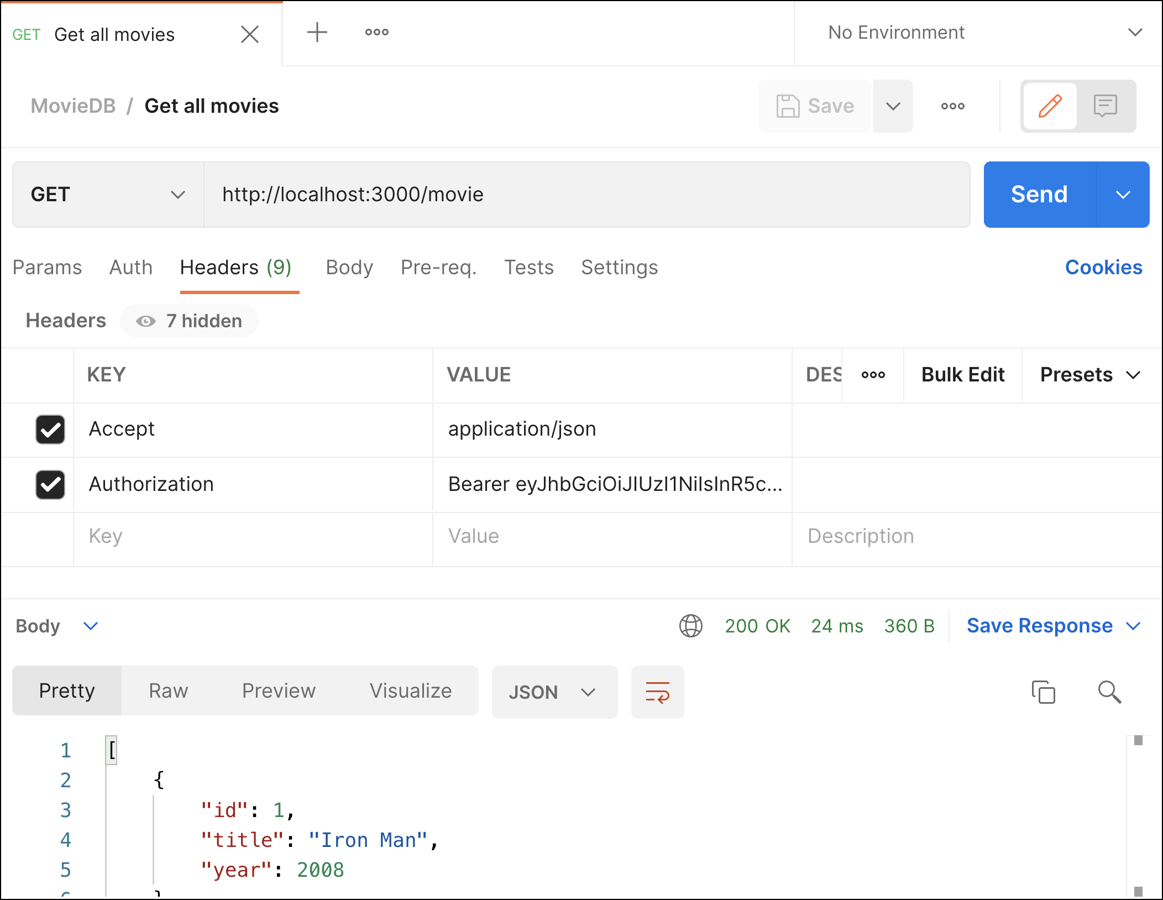 GET Get all movies No Environment
MovieDB / Get all movies Save
GET http://localhost:3000/movie Send
Params Auth Headers (9) Body Pre-req. Tests Settings Cookies
Headers 7 hidden
KEY VALUE DES Bulk Edit Presets
Accept application/json
Authorization Bearer eyJhbGciOiJIUzI1NiIsInR5c...
Key Value Description
Body 200 OK 24 ms 360 B Save Response
Pretty Raw Preview Visualize JSON
1 [
2 {
3 "id": 1,
4 "title": "Iron Man",
5 "year": 2008